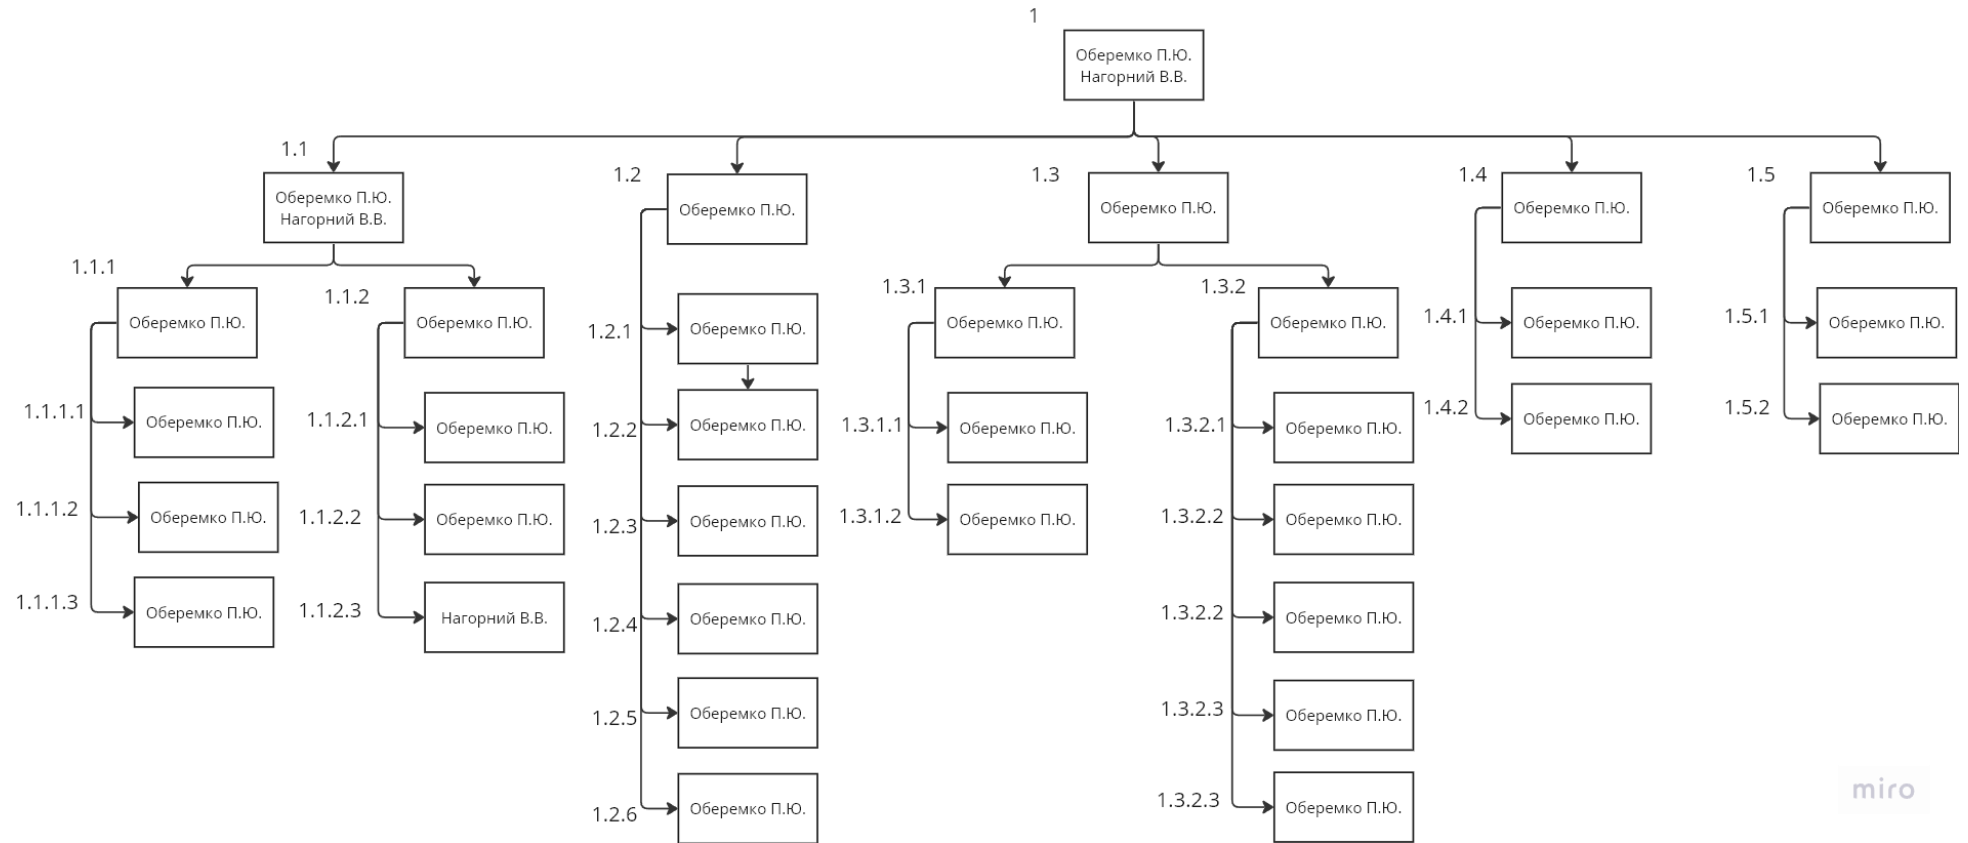 1
Оберемко П.Ю.
Нагорний В.В.
1.1
Оберемко П.Ю.
Нагорний В.В.
1.1.1
Оберемко П.Ю.
1.1.1.1
Оберемко П.Ю.
1.1.1.2
Оберемко П.Ю.
1.1.1.3
Оберемко П.Ю.
1.1.2
Оберемко П.Ю.
1.1.2.1
Оберемко П.Ю.
1.1.2.2
Оберемко П.Ю.
1.1.2.3
Нагорний В.В.
1.2
Оберемко П.Ю.
1.2.1
Оберемко П.Ю.
1.2.2
Оберемко П.Ю.
1.2.3
Оберемко П.Ю.
1.2.4
Оберемко П.Ю.
1.2.5
Оберемко П.Ю.
1.2.6
Оберемко П.Ю.
1.3
Оберемко П.Ю.
1.3.1
Оберемко П.Ю.
1.3.1.1
Оберемко П.Ю.
1.3.1.2
Оберемко П.Ю.
1.3.2
Оберемко П.Ю.
1.3.2.1
Оберемко П.Ю.
1.3.2.2
Оберемко П.Ю.
1.3.2.2
Оберемко П.Ю.
1.3.2.3
Оберемко П.Ю.
1.3.2.3
Оберемко П.Ю.
1.4
Оберемко П.Ю.
1.4.1
Оберемко П.Ю.
1.4.2
Оберемко П.Ю.
1.5
Оберемко П.Ю.
1.5.1
Оберемко П.Ю.
1.5.2
Оберемко П.Ю.
miro